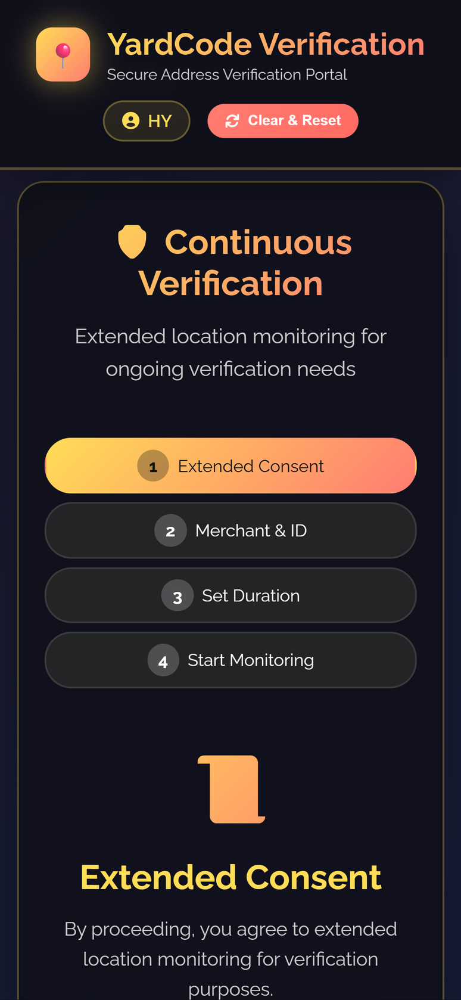 YardCode Verification
Secure Address Verification Portal
HY
Clear & Reset
Continuous
Verification
Extended location monitoring for
ongoing verification needs
1 Extended Consent
2 Merchant & ID
3 Set Duration
4 Start Monitoring
Extended Consent
By proceeding, you agree to extended
location monitoring for verification
purposes.